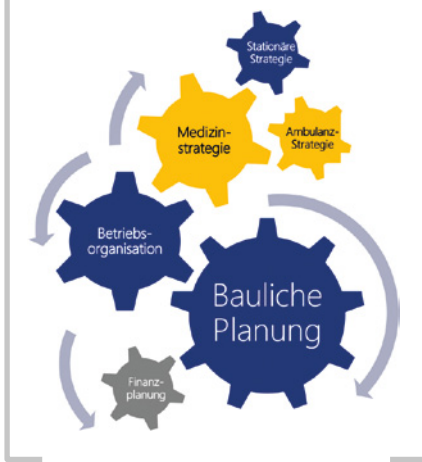 Stationäre
Strategie
Medizin-
strategie
Ambulanz-
Strategie
Betriebs-
organisation
Bauliche
Planung
Finanz-
planung